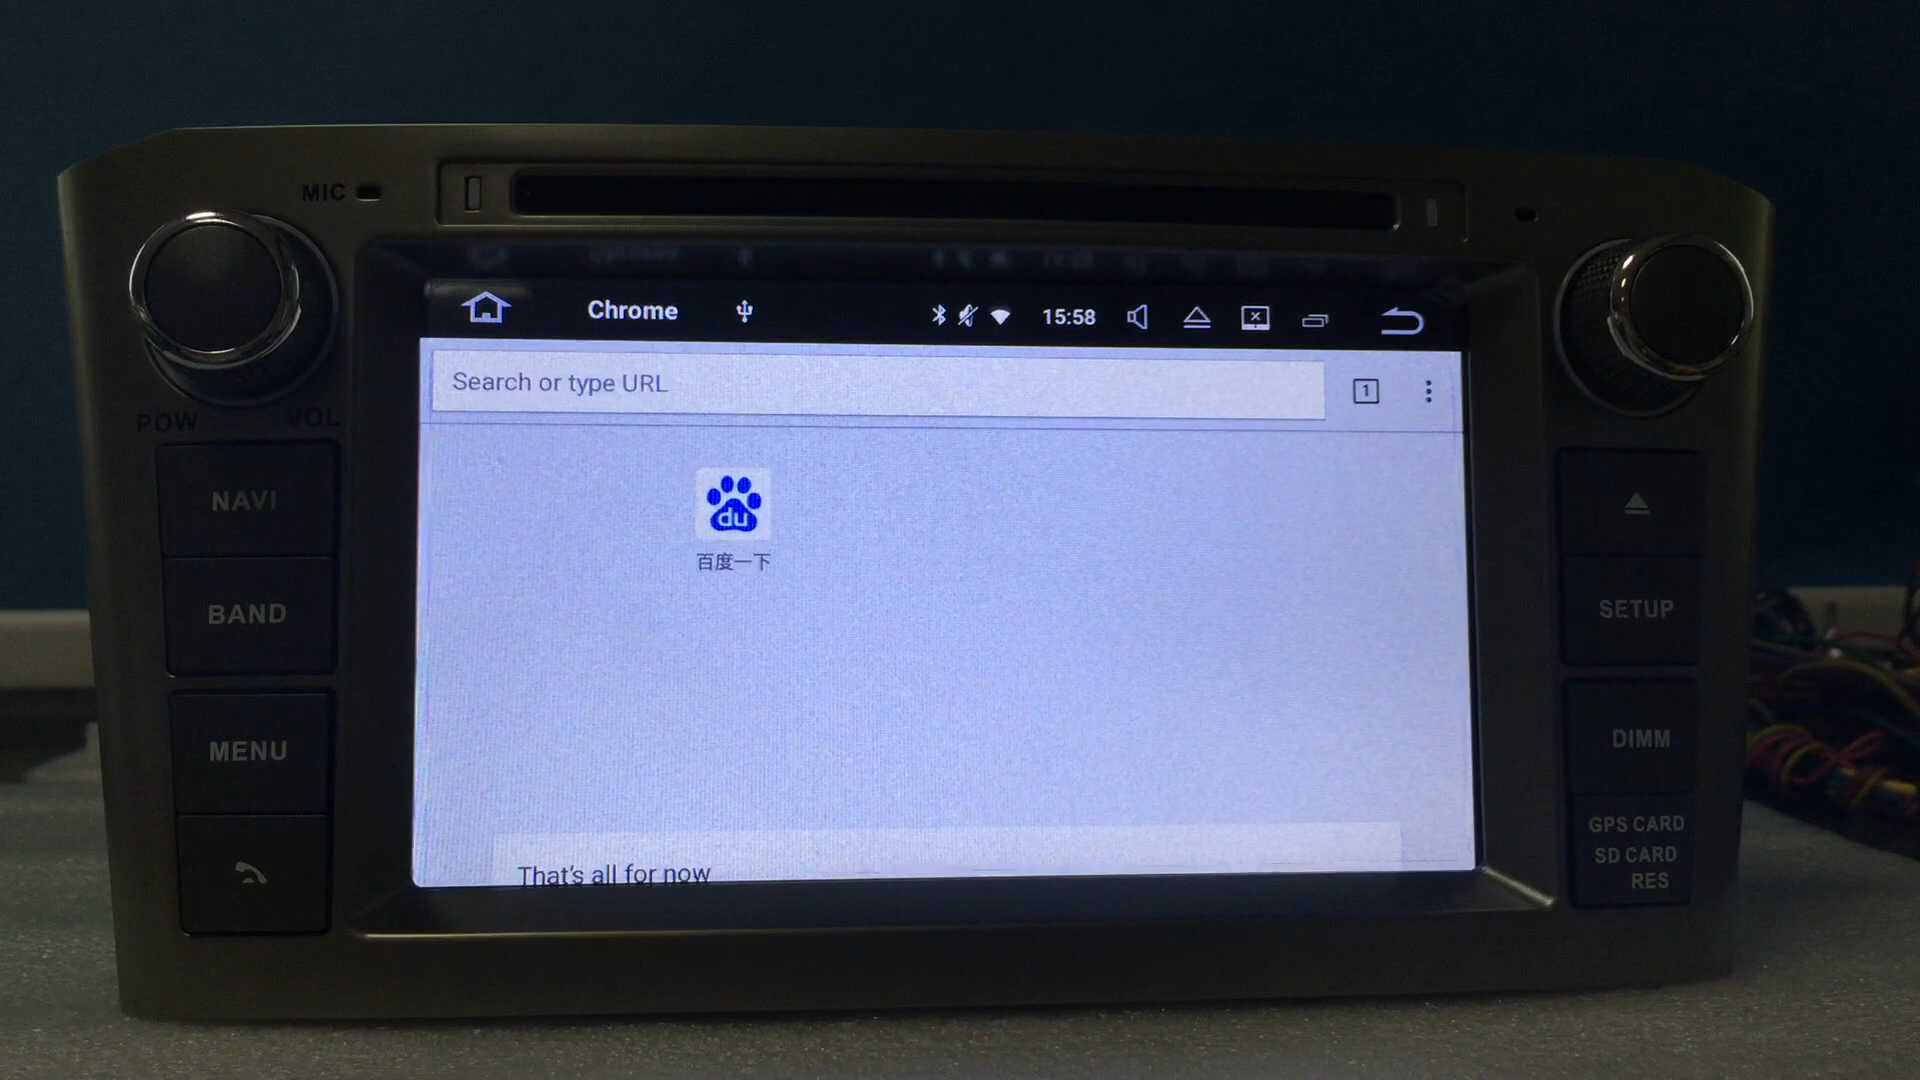 MIC
Chrome
15:58
Search or type URL
1
du
百度一下
That's all for now
POW VOL
NAVI
BAND
MENU
SETUP
DIMM
GPS CARD
SD CARD
RES